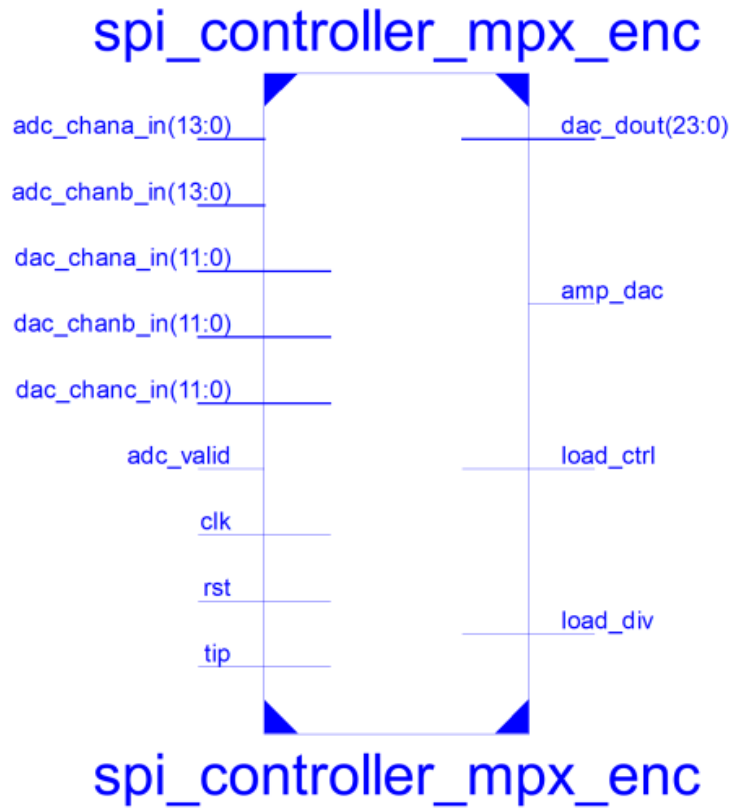 spi_controller_mpx_enc
adc_chana_in(13:0)
adc_chanb_in(13:0)
dac_chana_in(11:0)
dac_chanb_in(11:0)
dac_chanc_in(11:0)
adc_valid
clk
rst
tip
dac_dout(23:0)
amp_dac
load_ctrl
load_div
spi_controller_mpx_enc